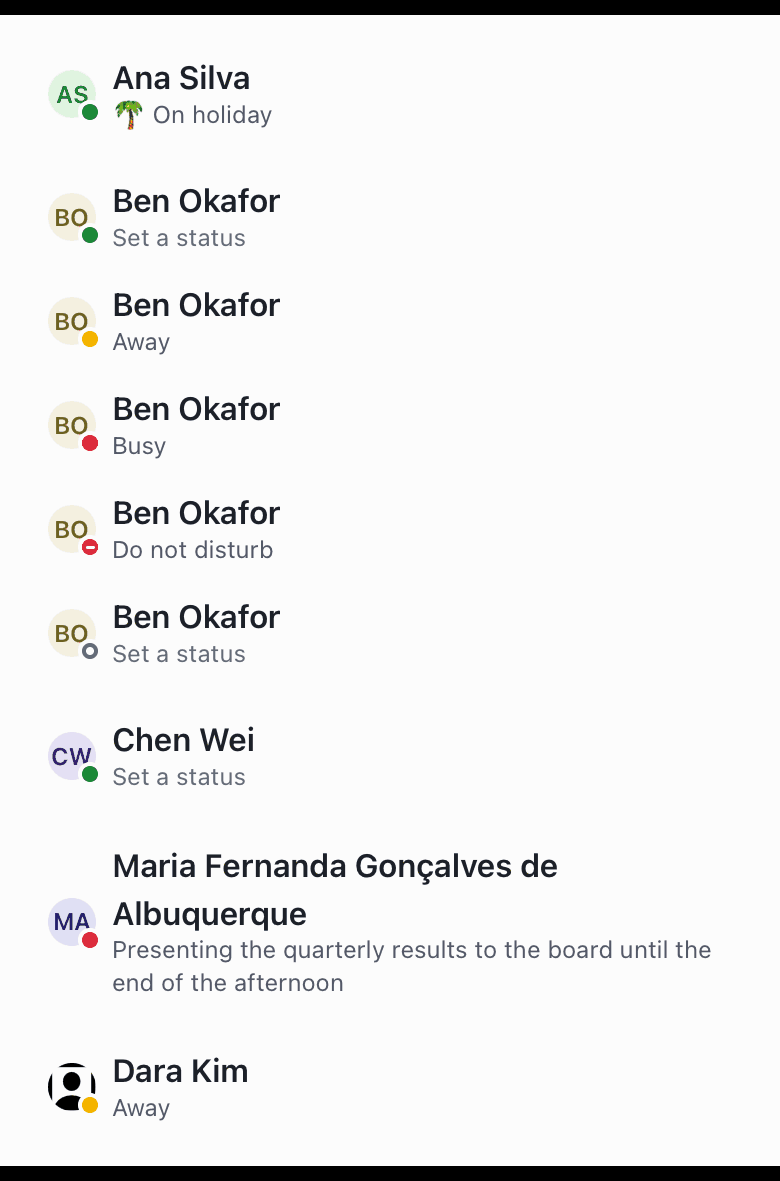 AS
Ana Silva
🌴 On holiday
BO
Ben Okafor
Set a status
BO
Ben Okafor
Away
BO
Ben Okafor
Busy
BO
Ben Okafor
Do not disturb
BO
Ben Okafor
Set a status
CW
Chen Wei
Set a status
MA
Maria Fernanda Gonçalves de
Albuquerque
Presenting the quarterly results to the board until the
end of the afternoon
Dara Kim
Away